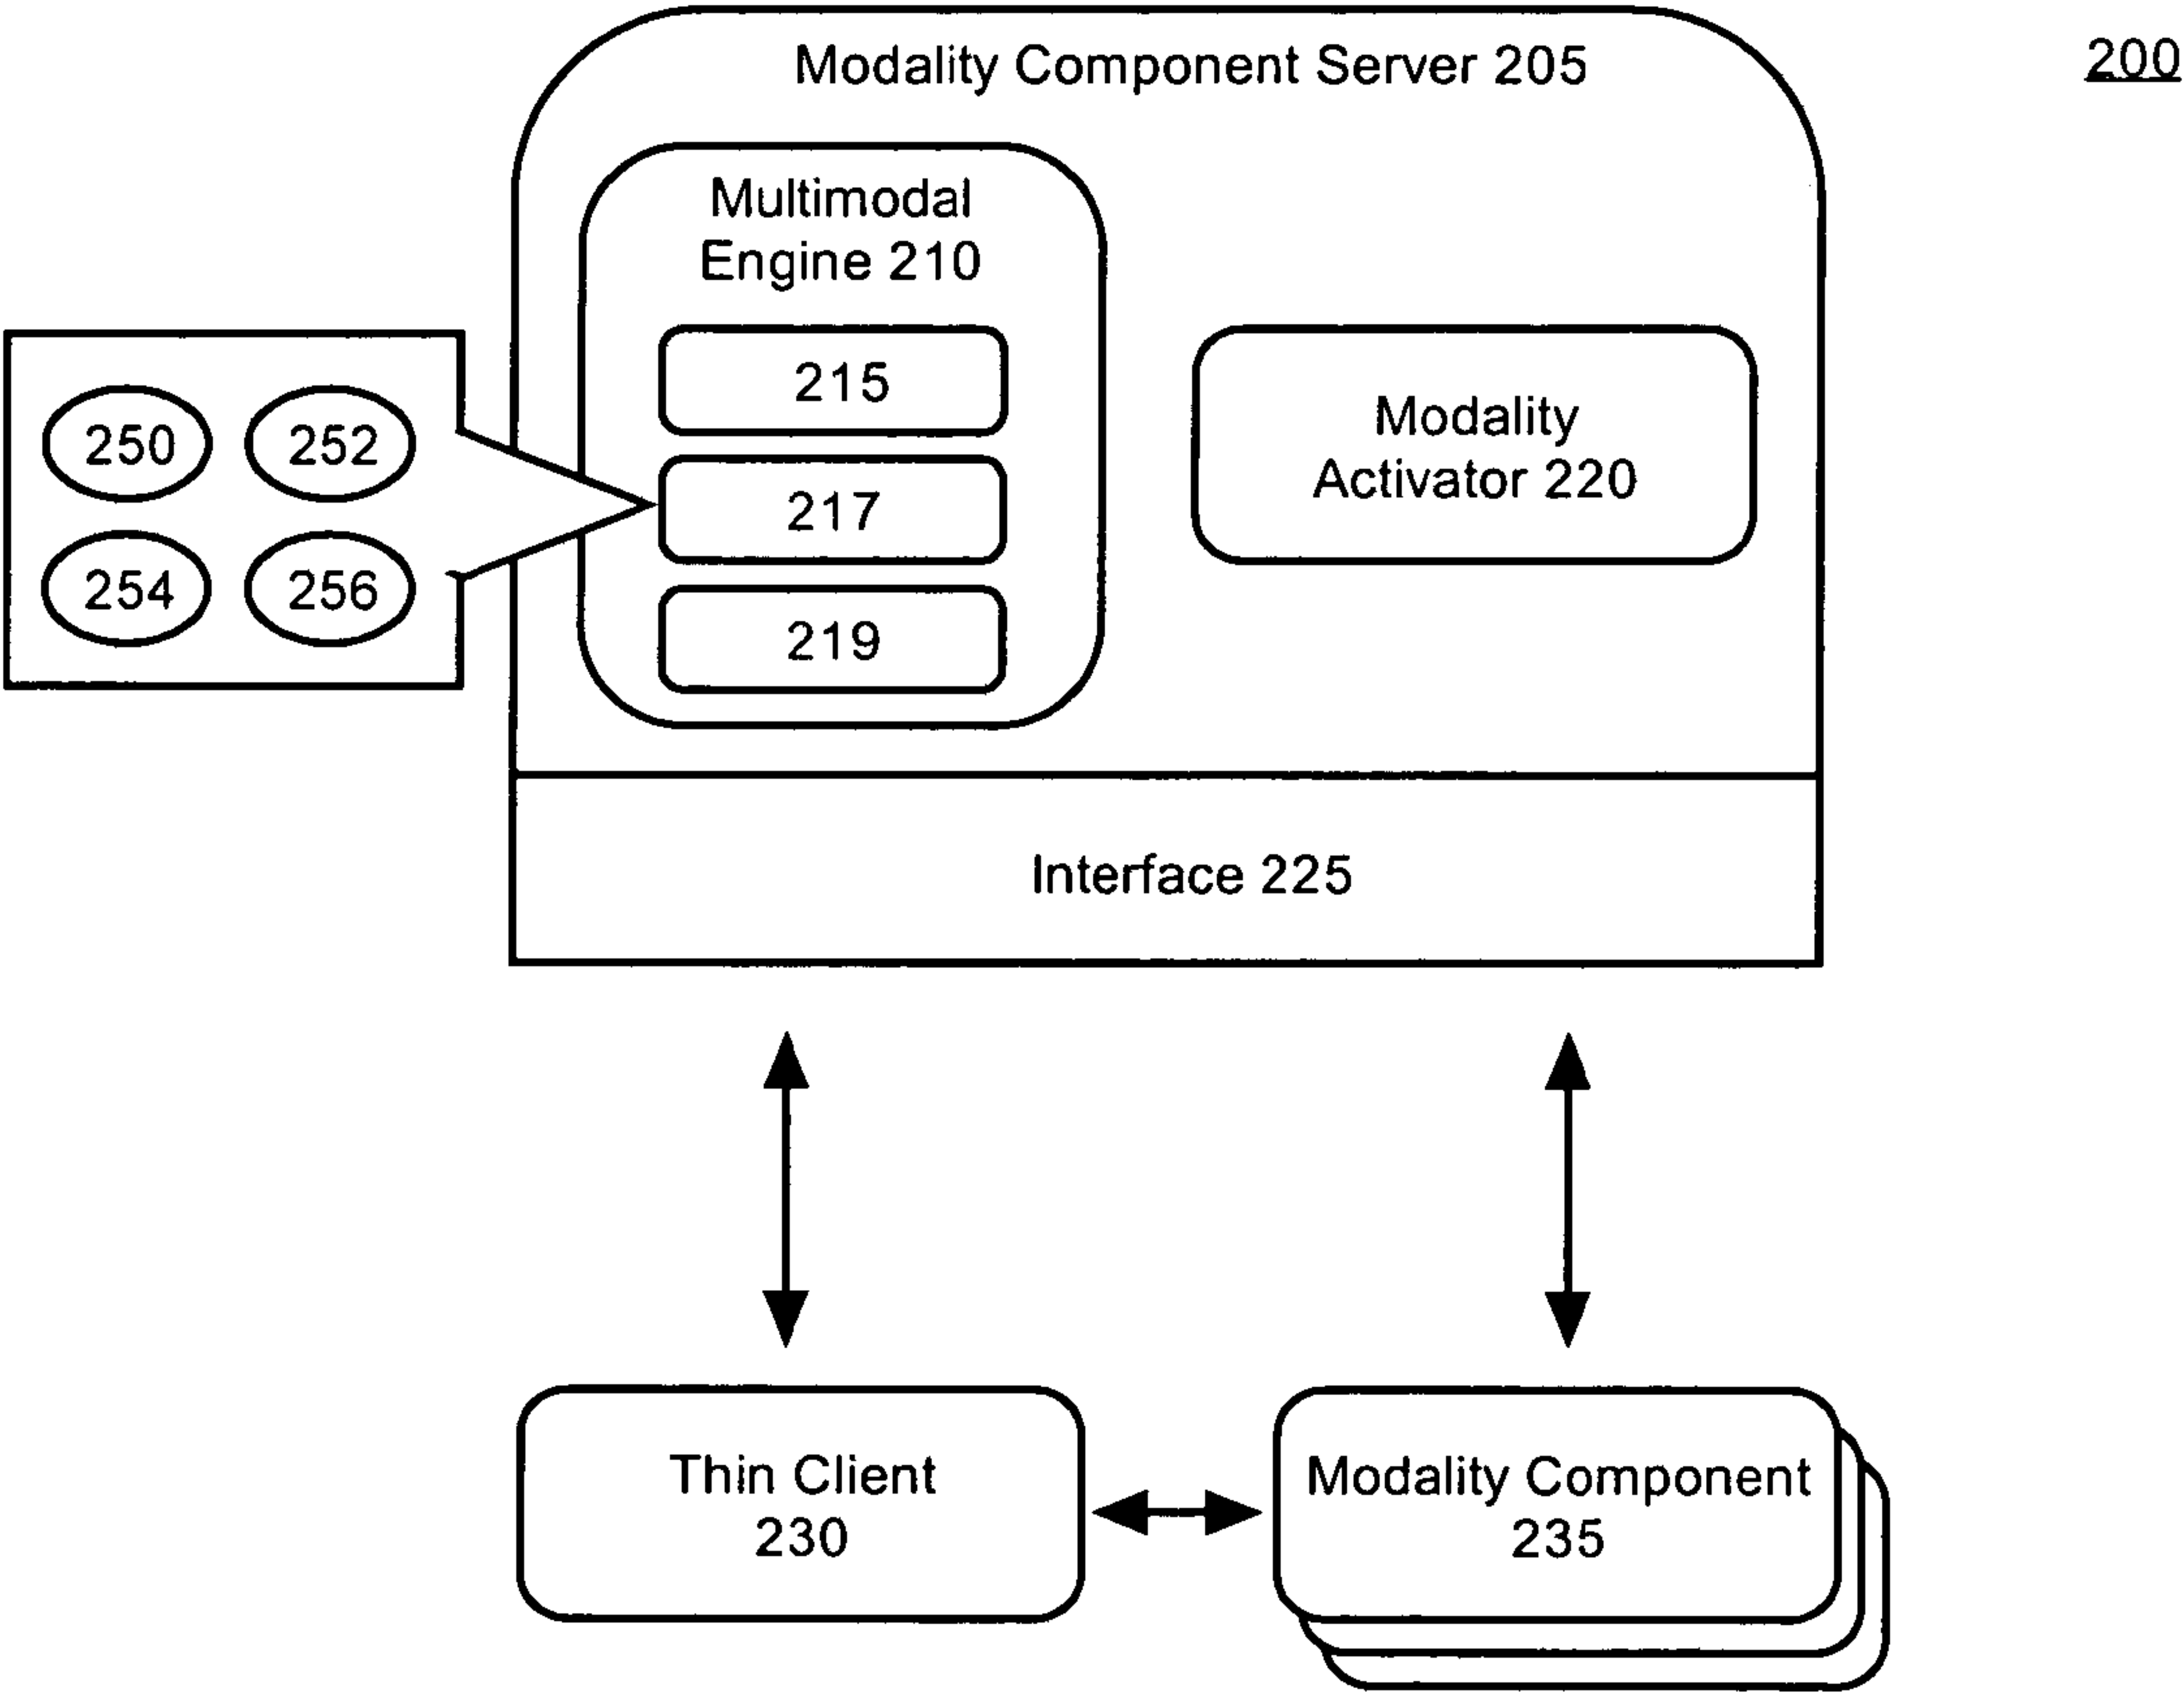 Modality Component Server 205
200
Multimodal
Engine 210
215
217
219
250
252
254
256
Modality
Activator 220
Interface 225
Thin Client
230
Modality Component
235